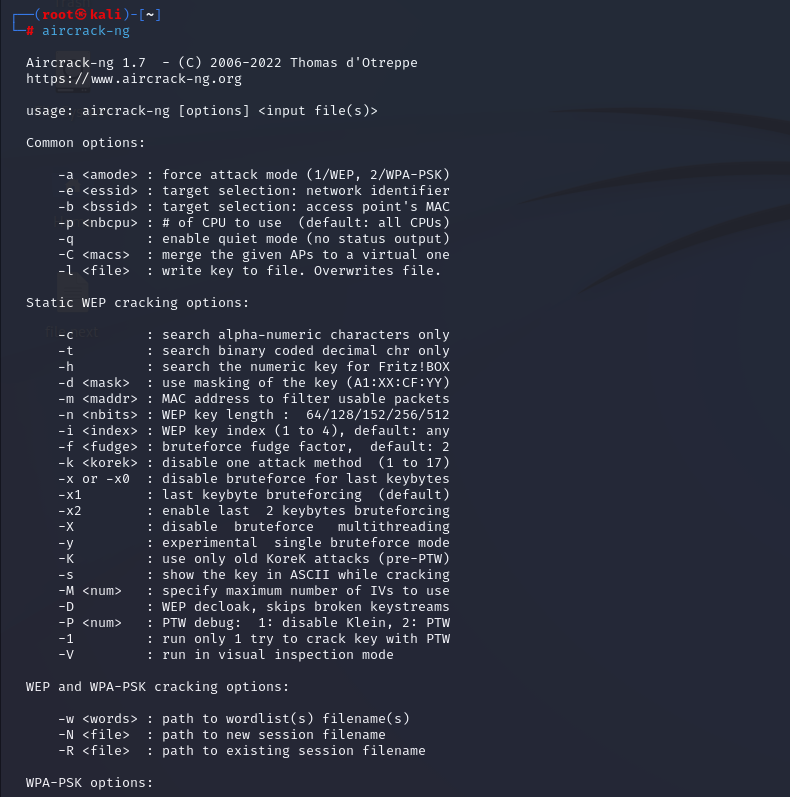 ┌──(root㉿kali)-[~]
└─# aircrack-ng

  Aircrack-ng 1.7  - (C) 2006-2022 Thomas d'Otreppe
  https://www.aircrack-ng.org

  usage: aircrack-ng [options] <input file(s)>

  Common options:

      -a <amode> : force attack mode (1/WEP, 2/WPA-PSK)
      -e <essid> : target selection: network identifier
      -b <bssid> : target selection: access point's MAC
      -p <nbcpu> : # of CPU to use  (default: all CPUs)
      -q         : enable quiet mode (no status output)
      -C <macs>  : merge the given APs to a virtual one
      -l <file>  : write key to file. Overwrites file.

  Static WEP cracking options:

      -c         : search alpha-numeric characters only
      -t         : search binary coded decimal chr only
      -h         : search the numeric key for Fritz!BOX
      -d <mask>  : use masking of the key (A1:XX:CF:YY)
      -m <maddr> : MAC address to filter usable packets
      -n <nbits> : WEP key length :  64/128/152/256/512
      -i <index> : WEP key index (1 to 4), default: any
      -f <fudge> : bruteforce fudge factor,  default: 2
      -k <korek> : disable one attack method  (1 to 17)
      -x or -x0  : disable bruteforce for last keybytes
      -x1        : last keybyte bruteforcing  (default)
      -x2        : enable last  2 keybytes bruteforcing
      -X         : disable  bruteforce   multithreading
      -y         : experimental  single bruteforce mode
      -K         : use only old KoreK attacks (pre-PTW)
      -s         : show the key in ASCII while cracking
      -M <num>   : specify maximum number of IVs to use
      -D         : WEP decloak, skips broken keystreams
      -P <num>   : PTW debug:  1: disable Klein, 2: PTW
      -1         : run only 1 try to crack key with PTW
      -V         : run in visual inspection mode

  WEP and WPA-PSK cracking options:

      -w <words> : path to wordlist(s) filename(s)
      -N <file>  : path to new session filename
      -R <file>  : path to existing session filename

  WPA-PSK options: